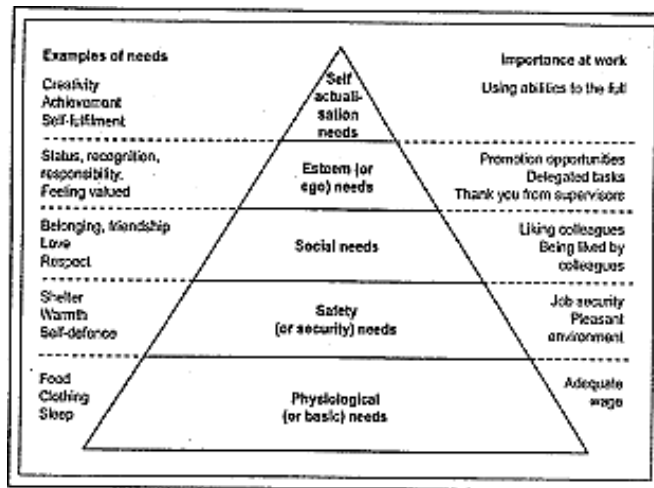 Examples of needs
Creativity
Achievement
Self-fulfilment
Self
actuali-
sation
needs
Importance at work
Using abilities to the full
Status, recognition,
responsibility.
Feeling valued
Esteem (or
ego) needs
Promotion opportunities
Delegated tasks
Thank you from supervisors
Belonging, friendship
Love
Respect
Social needs
Liking colleagues
Being liked by
colleagues
Shelter
Warmth
Self-defence
Safety
(or security) needs
Job security
Pleasant
environment
Food
Clothing
Sleep
Physiological
(or basic) needs
Adequate
wage